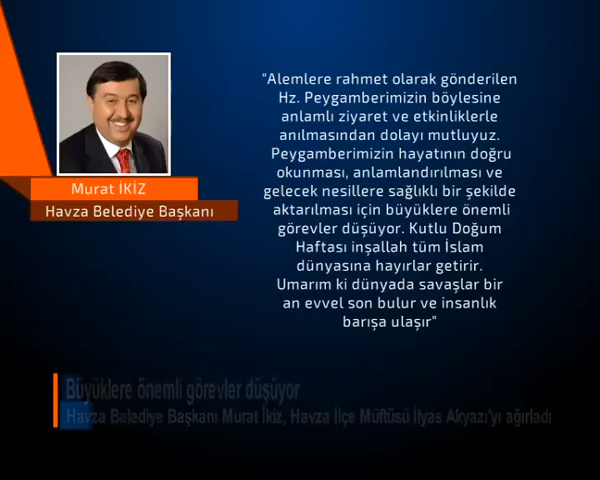 Murat İKİZ
Havza Belediye Başkanı
"Alemlere rahmet olarak gönderilen
Hz. Peygamberimizin böylesine
anlamlı ziyaret ve etkinliklerle
anılmasından dolayı mutluyuz.
Peygamberimizin hayatının doğru
okunması, anlamlandırılması ve
gelecek nesillere sağlıklı bir şekilde
aktarılması için büyüklere önemli
görevler düşüyor. Kutlu Doğum
Haftası inşallah tüm İslam
dünyasına hayırlar getirir.
Umarım ki dünyada savaşlar bir
an evvel son bulur ve insanlık
barışa ulaşır"
Büyüklere önemli görevler düşüyor
Havza Belediye Başkanı Murat İkiz, Havza İlçe Müftüsü İlyas Akyazı'yı ağırladı